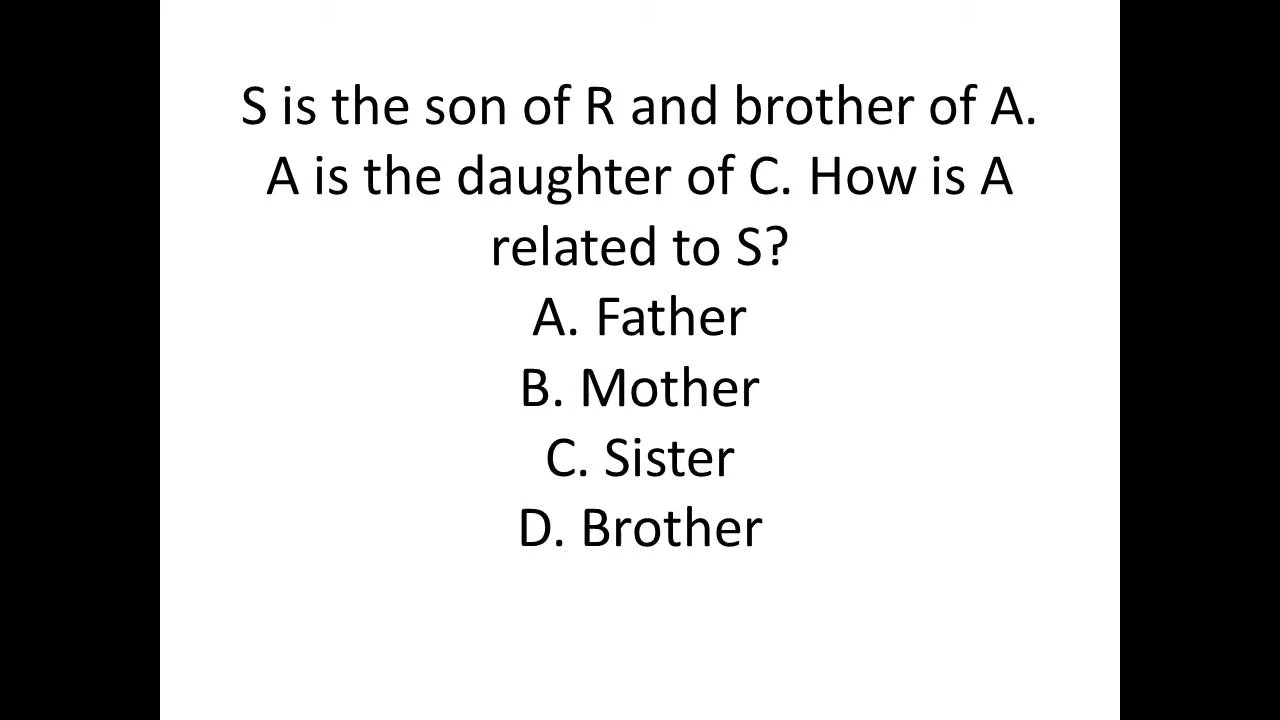 S is the son of R and brother of A.
A is the daughter of C. How is A
related to S?
A. Father
B. Mother
C. Sister
D. Brother